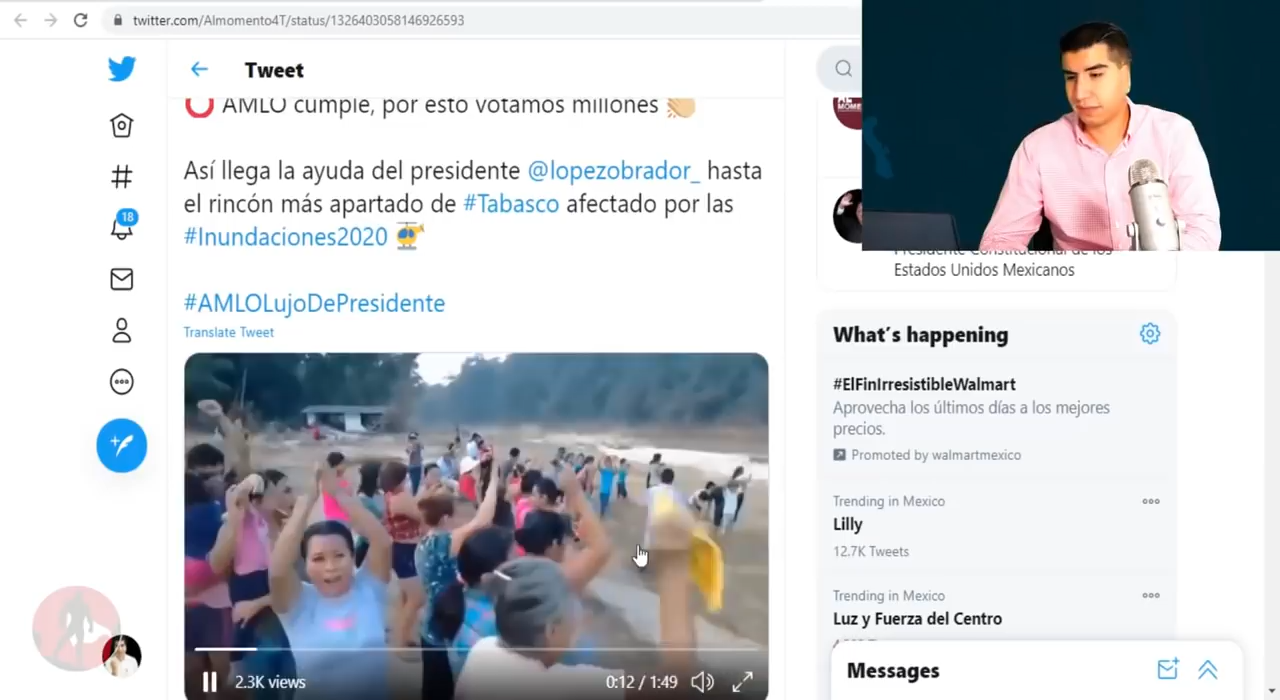 twitter.com/Almomento4T/status/1326403058146926593
Tweet
AMLO cumple, por esto votamos millones
Así llega la ayuda del presidente @lopezobrador_ hasta
el rincón más apartado de #Tabasco afectado por las
#Inundaciones2020
#AMLOLujoDePresidente
Translate Tweet
18
2.3K views
0:12 / 1:49
AL
MOME
Presidente Constitucional de los
Estados Unidos Mexicanos
What's happening
#ElFinIrresistibleWalmart
Aprovecha los últimos días a los mejores
precios.
Promoted by walmartmexico
Trending in Mexico
Lilly
12.7K Tweets
Trending in Mexico
Luz y Fuerza del Centro
Messages